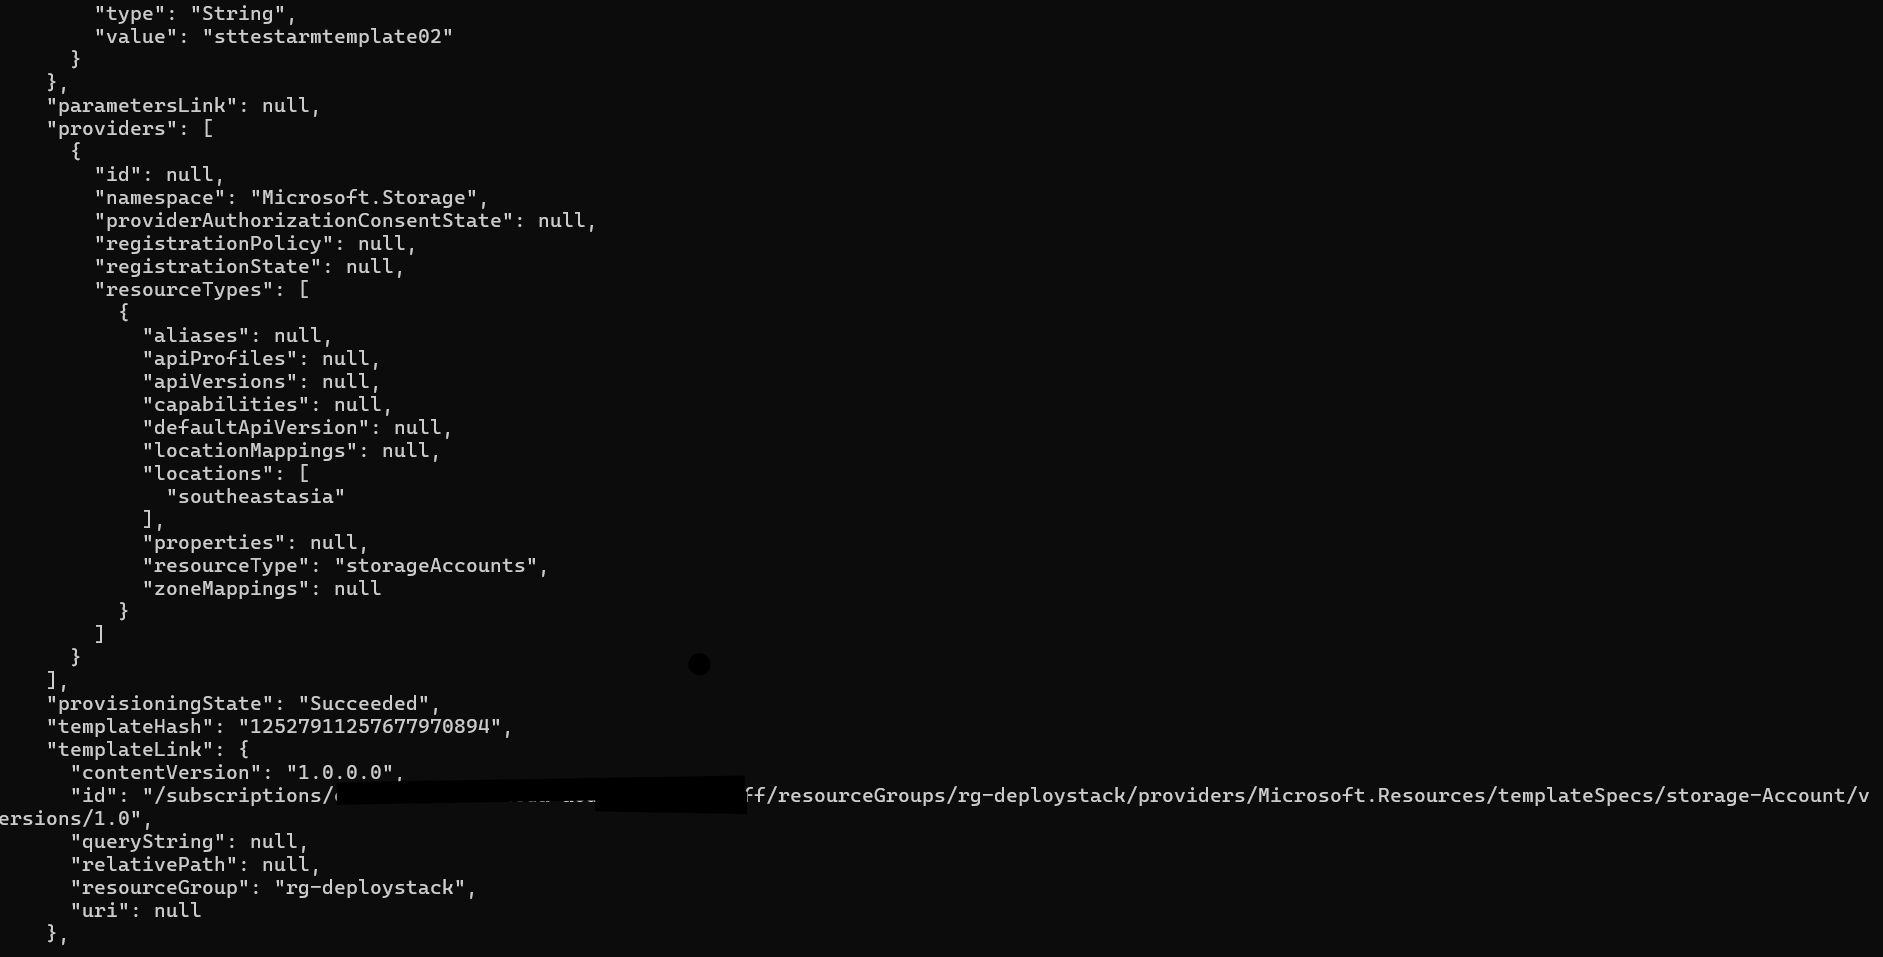 "type": "String",
"value": "sttestarmtemplate02"
}
},
"parametersLink": null,
"providers": [
{
"id": null,
"namespace": "Microsoft.Storage",
"providerAuthorizationConsentState": null,
"registrationPolicy": null,
"registrationState": null,
"resourceTypes": [
{
"aliases": null,
"apiProfiles": null,
"apiVersions": null,
"capabilities": null,
"defaultApiVersion": null,
"locationMappings": null,
"locations": [
"southeastasia"
],
"properties": null,
"resourceType": "storageAccounts",
"zoneMappings": null
}
]
}
],
"provisioningState": "Succeeded",
"templateHash": "12527911257677970894",
"templateLink": {
"contentVersion": "1.0.0.0",
"id": "/subscriptions/ ff/resourceGroups/rg-deploystack/providers/Microsoft.Resources/templateSpecs/storage-Account/v
ersions/1.0",
"queryString": null,
"relativePath": null,
"resourceGroup": "rg-deploystack",
"uri": null
},